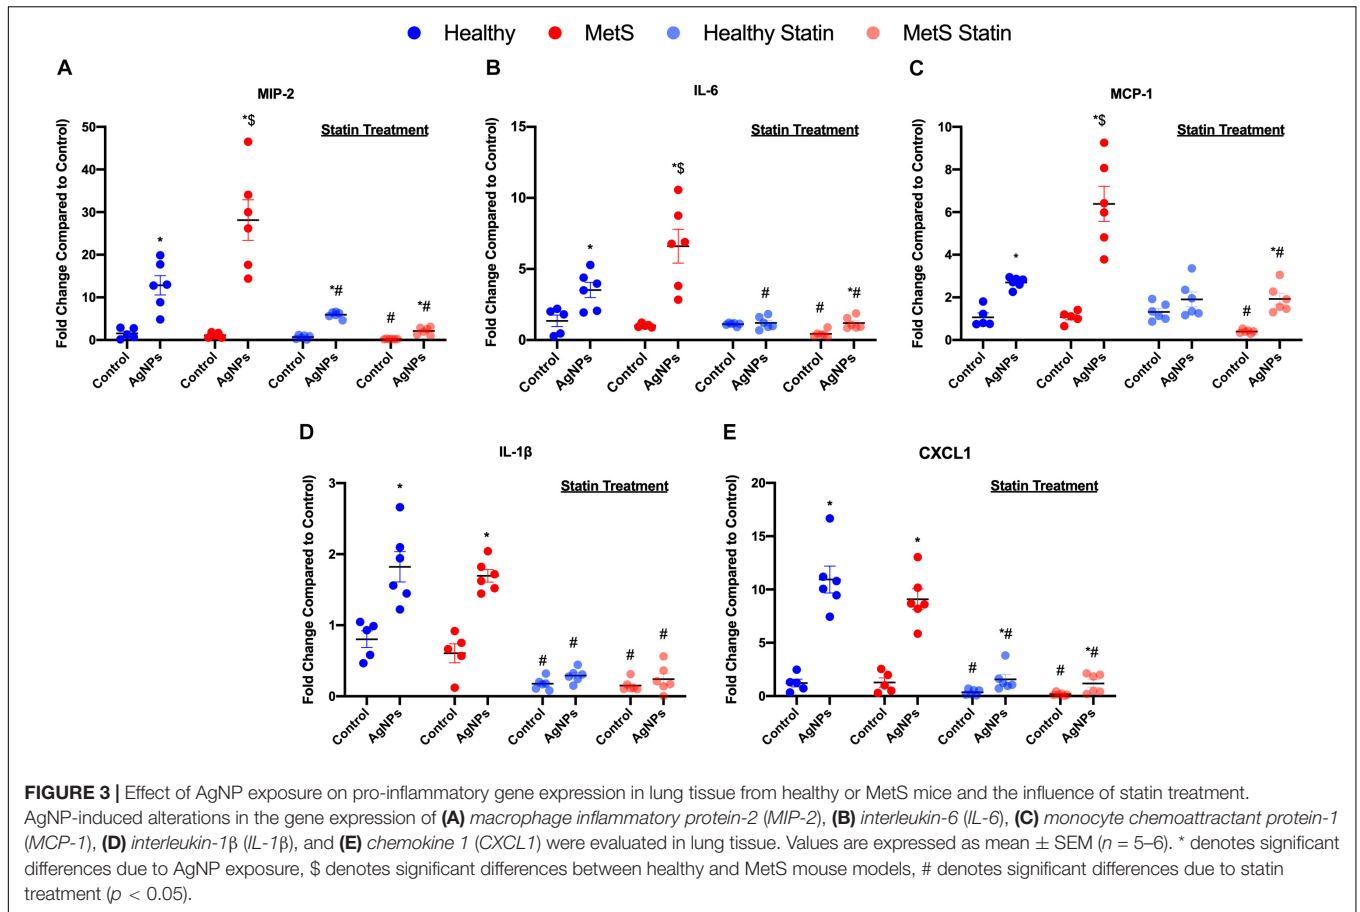 Healthy MetS Healthy Statin MetS Statin
A
MIP-2
Statin Treatment
*
*$
*#
#
*#
50
40
30
20
10
0
Fold Change Compared to Control)
Control
AgNPs
Control
AgNPs
Control
AgNPs
Control
AgNPs
B
IL-6
*
*$
#
#
*#
15
10
5
0
Fold Change Compared to Control)
Control
AgNPs
Control
AgNPs
Control
AgNPs
Control
AgNPs
C
MCP-1
Statin Treatment
*
*$
#
*#
10
8
6
4
2
0
Fold Change Compared to Control)
Control
AgNPs
Control
AgNPs
Control
AgNPs
Control
AgNPs
D
IL-1β
Statin Treatment
*
*
#
#
#
#
3
2
1
0
Fold Change Compared to Control)
Control
AgNPs
Control
AgNPs
Control
AgNPs
Control
AgNPs
E
CXCL1
Statin Treatment
*
*
#
*#
#
*#
20
15
10
5
0
Fold Change Compared to Control)
Control
AgNPs
Control
AgNPs
Control
AgNPs
Control
AgNPs
FIGURE 3 | Effect of AgNP exposure on pro-inflammatory gene expression in lung tissue from healthy or MetS mice and the influence of statin treatment.
AgNP-induced alterations in the gene expression of (A) macrophage inflammatory protein-2 (MIP-2), (B) interleukin-6 (IL-6), (C) monocyte chemoattractant protein-1
(MCP-1), (D) interleukin-1β (IL-1β), and (E) chemokine 1 (CXCL1) were evaluated in lung tissue. Values are expressed as mean ± SEM (n = 5–6). * denotes significant
differences due to AgNP exposure, $ denotes significant differences between healthy and MetS mouse models, # denotes significant differences due to statin
treatment (p < 0.05).